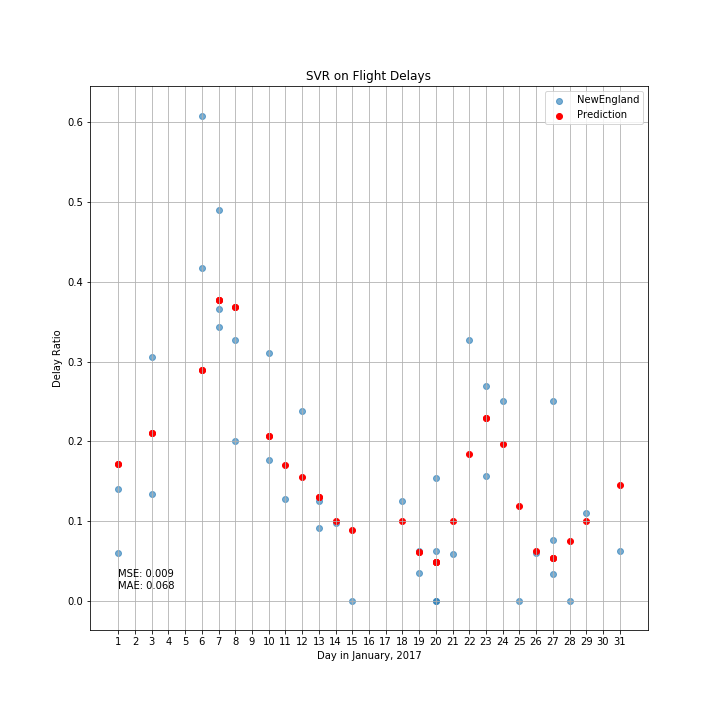 SVR on Flight Delays
NewEngland
Prediction
0.6
0.5
0.4
0.3
0.2
0.1
0.0
Delay Ratio
MSE: 0.009
MAE: 0.068
1 2 3 4 5 6 7 8 9 10 11 12 13 14 15 16 17 18 19 20 21 22 23 24 25 26 27 28 29 30 31
Day in January, 2017